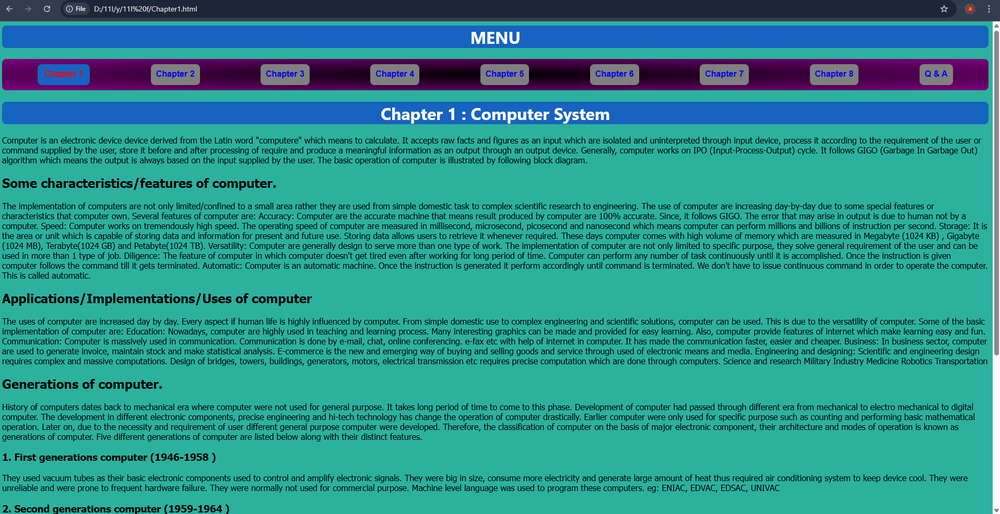 File D:/11I/y/11I%20f/Chapter1.html
A
MENU
Chapter 1 Chapter 2 Chapter 3 Chapter 4 Chapter 5 Chapter 6 Chapter 7 Chapter 8 Q & A
Chapter 1 : Computer System
Computer is an electronic device device derived from the Latin word "computere" which means to calculate. It accepts raw facts and figures as an input which are isolated and uninterpreted through input device, process it according to the requirement of the user or
command supplied by the user, store it before and after processing of require and produce a meaningful information as an output through an output device. Generally, computer works on IPO (Input-Process-Output) cycle. It follows GIGO (Garbage In Garbage Out)
algorithm which means the output is always based on the input supplied by the user. The basic operation of computer is illustrated by following block diagram.
Some characteristics/features of computer.
The implementation of computers are not only limited/confined to a small area rather they are used from simple domestic task to complex scientific research to engineering. The use of computer are increasing day-by-day due to some special features or
characteristics that computer own. Several features of computer are: Accuracy: Computer are the accurate machine that means result produced by computer are 100% accurate. Since, it follows GIGO. The error that may arise in output is due to human not by a
computer. Speed: Computer works on tremendously high speed. The operating speed of computer are measured in millisecond, microsecond, picosecond and nanosecond which means computer can perform millions and billions of instruction per second. Storage: It is
the area or unit which is capable of storing data and information for present and future use. Storing data allows users to retrieve it whenever required. These days computer comes with high volume of memory which are measured in Megabyte (1024 KB) , Gigabyte
(1024 MB), Terabyte(1024 GB) and Petabyte(1024 TB). Versatility: Computer are generally design to serve more than one type of work. The implementation of computer are not only limited to specific purpose, they solve general requirement of the user and can be
used in more than 1 type of job. Diligence: The feature of computer in which computer doesn't get tired even after working for long period of time. Computer can perform any number of task continuously until it is accomplished. Once the instruction is given
computer follows the command till it gets terminated. Automatic: Computer is an automatic machine. Once the instruction is generated it perform accordingly until command is terminated. We don't have to issue continuous command in order to operate the computer.
This is called automatic.
Applications/Implementations/Uses of computer
The uses of computer are increased day by day. Every aspect if human life is highly influenced by computer. From simple domestic use to complex engineering and scientific solutions, computer can be used. This is due to the versatility of computer. Some of the basic
implementation of computer are: Education: Nowadays, computer are highly used in teaching and learning process. Many interesting graphics can be made and provided for easy learning. Also, computer provide features of internet which make learning easy and fun.
Communication: Computer is massively used in communication. Communication is done by e-mail, chat, online conferencing. e-fax etc with help of internet in computer. It has made the communication faster, easier and cheaper. Business: In business sector, computer
are used to generate invoice, maintain stock and make statistical analysis. E-commerce is the new and emerging way of buying and selling goods and service through used of electronic means and media. Engineering and designing: Scientific and engineering design
requires complex and massive computations. Design of bridges, towers, buildings, generators, motors, electrical transmission etc requires precise computation which are done through computers. Science and research Military Industry Medicine Robotics Transportation
Generations of computer.
History of computers dates back to mechanical era where computer were not used for general purpose. It takes long period of time to come to this phase. Development of computer had passed through different era from mechanical to electro mechanical to digital
computer. The development in different electronic components, precise engineering and hi-tech technology has change the operation of computer drastically. Earlier computer were only used for specific purpose such as counting and performing basic mathematical
operation. Later on, due to the necessity and requirement of user different general purpose computer were developed. Therefore, the classification of computer on the basis of major electronic component, their architecture and modes of operation is known as
generations of computer. Five different generations of computer are listed below along with their distinct features.
1. First generations computer (1946-1958 )
They used vacuum tubes as their basic electronic components used to control and amplify electronic signals. They were big in size, consume more electricity and generate large amount of heat thus required air conditioning system to keep device cool. They were
unreliable and were prone to frequent hardware failure. They were normally not used for commercial purpose. Machine level language was used to program these computers. eg: ENIAC, EDVAC, EDSAC, UNIVAC
2. Second generations computer (1959-1964 )